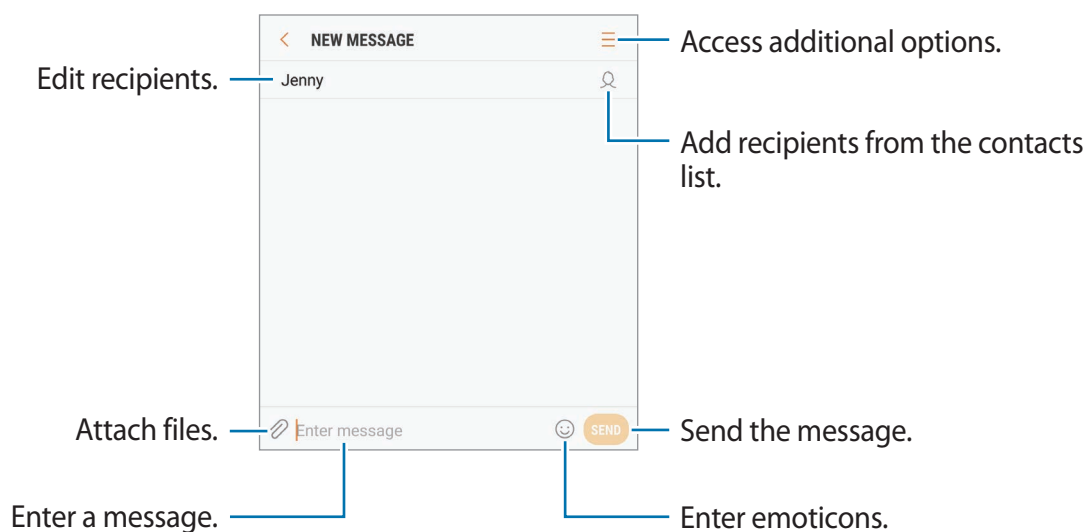 NEW MESSAGE
Access additional options.
Edit recipients.
Jenny
Add recipients from the contacts
list.
Attach files.
Enter message
SEND
Send the message.
Enter a message.
Enter emoticons.